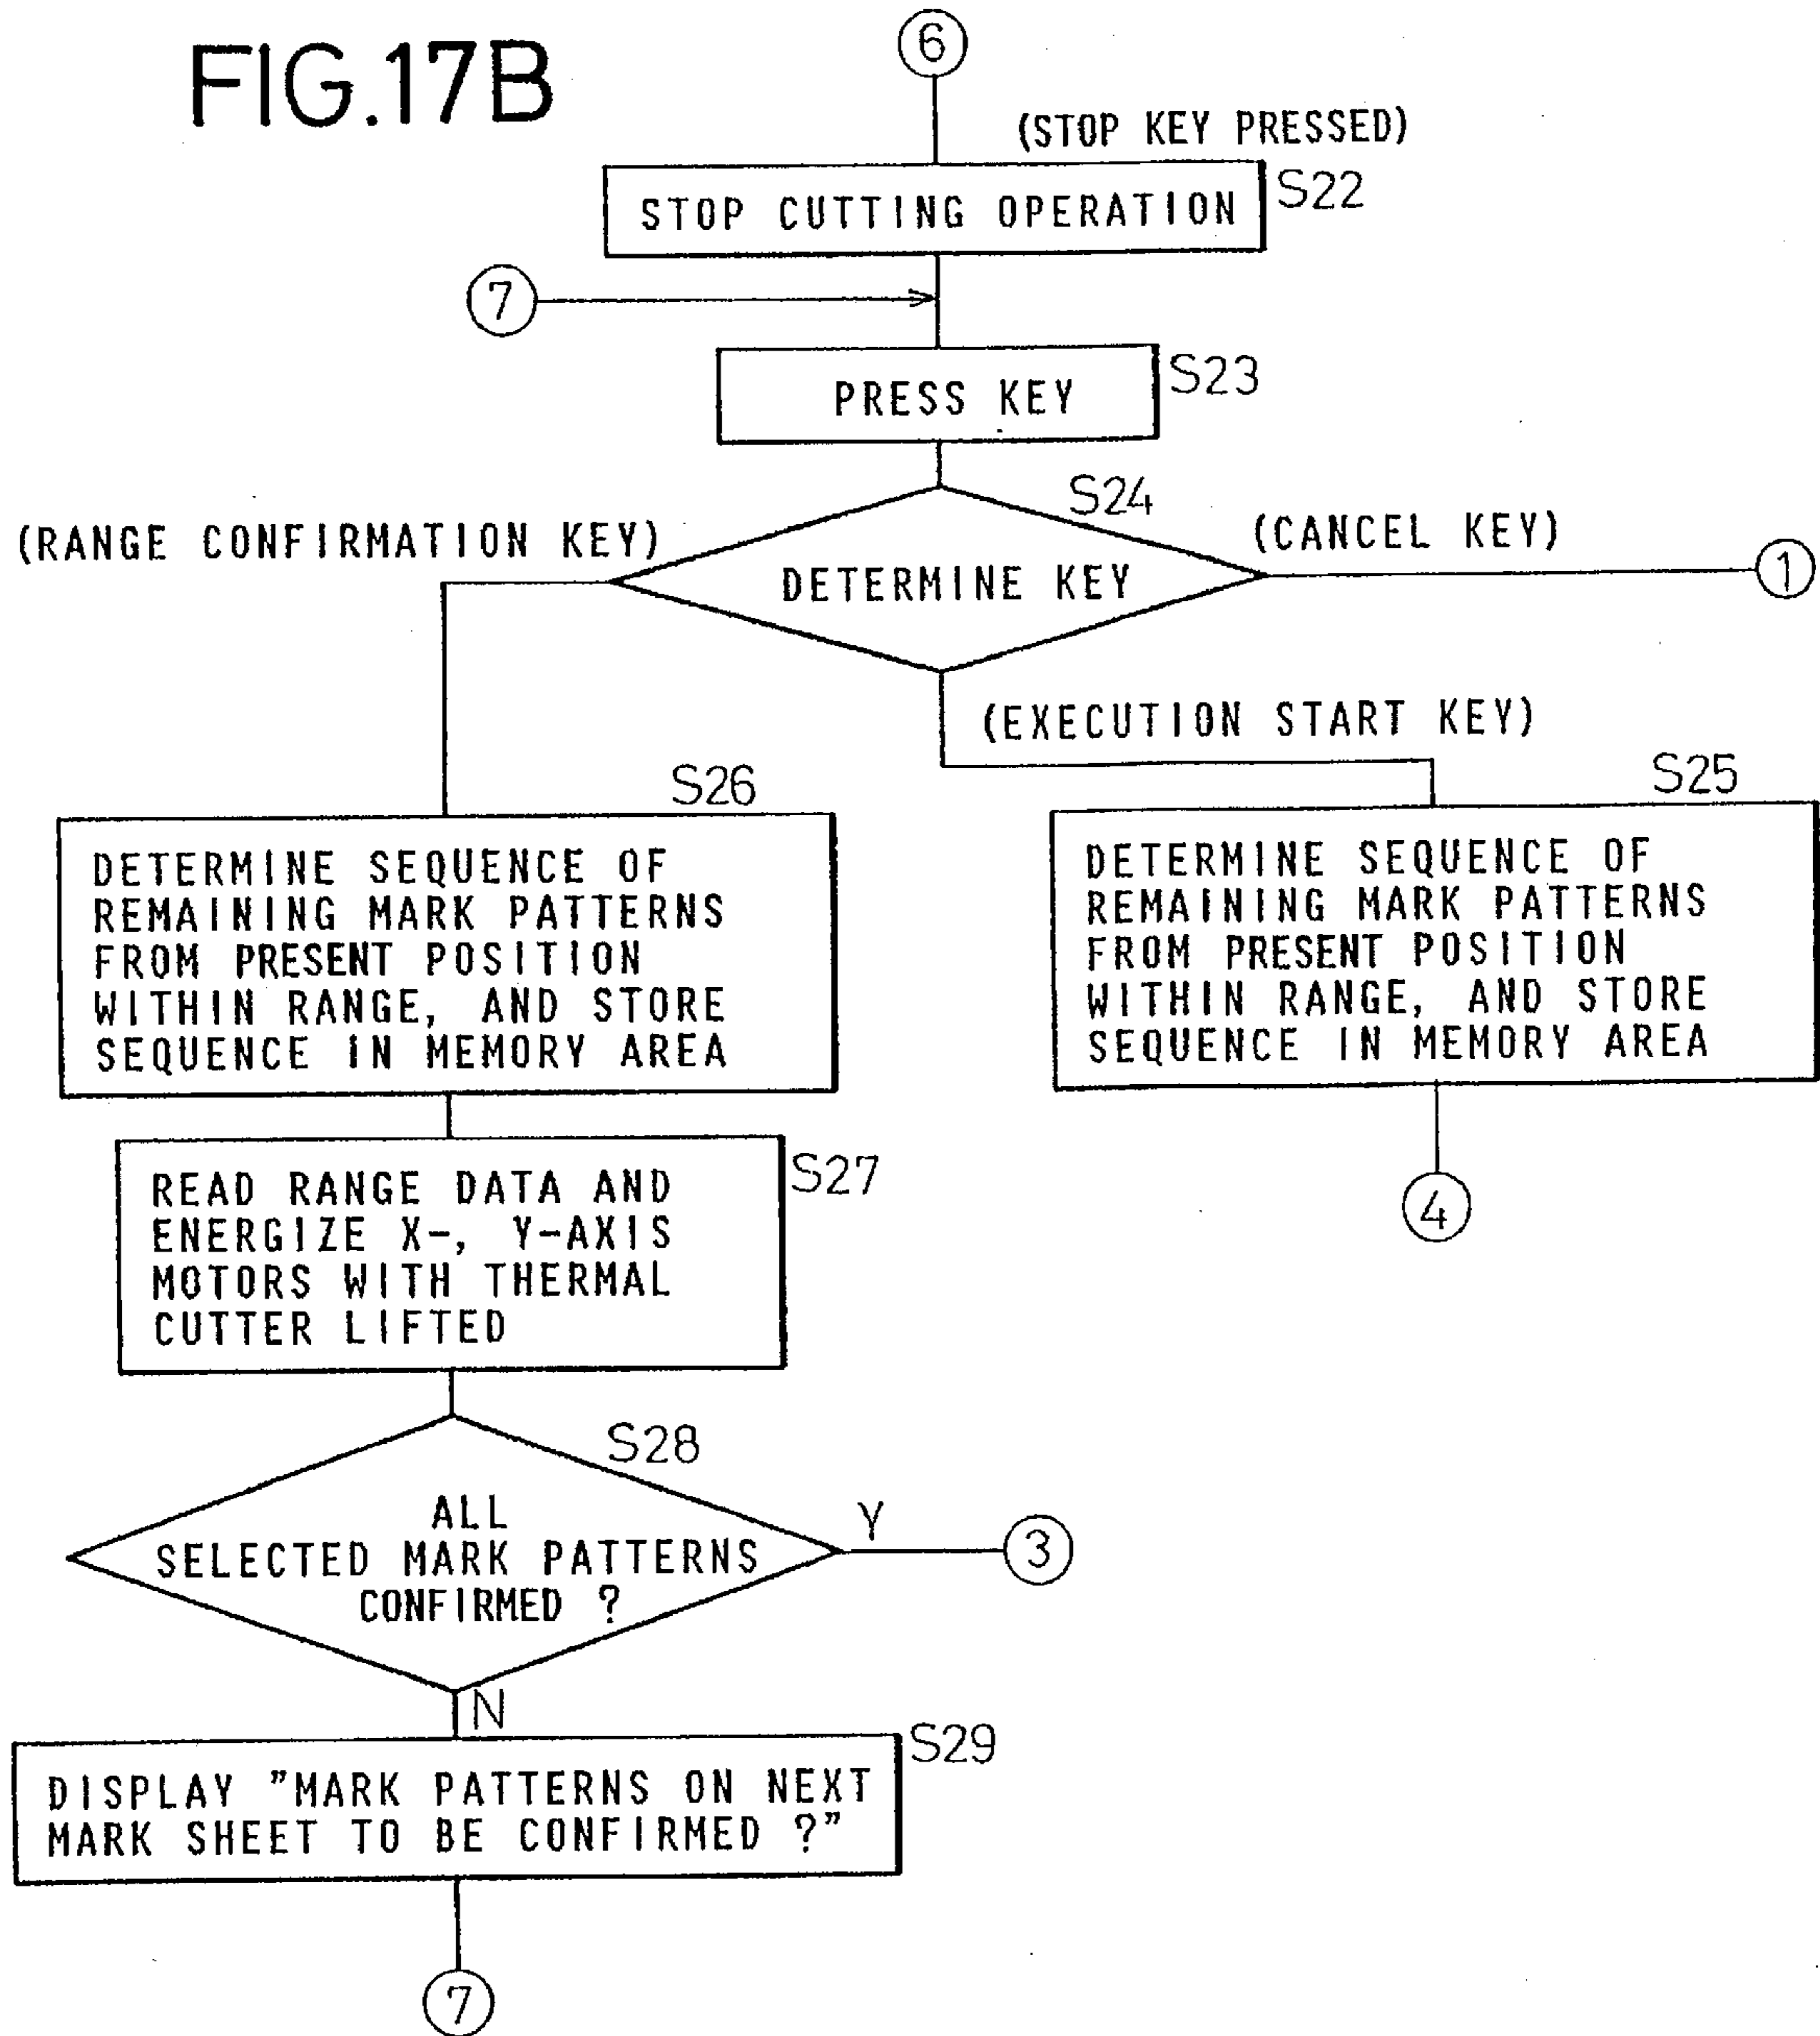 FIG.17B
6
(STOP KEY PRESSED)
S22
STOP CUTTING OPERATION
7
S23
PRESS KEY
S24
(RANGE CONFIRMATION KEY)
(CANCEL KEY)
DETERMINE KEY
1
(EXECUTION START KEY)
S26
DETERMINE SEQUENCE OF
REMAINING MARK PATTERNS
FROM PRESENT POSITION
WITHIN RANGE, AND STORE
SEQUENCE IN MEMORY AREA
S25
DETERMINE SEQUENCE OF
REMAINING MARK PATTERNS
FROM PRESENT POSITION
WITHIN RANGE, AND STORE
SEQUENCE IN MEMORY AREA
4
S27
READ RANGE DATA AND
ENERGIZE X-, Y-AXIS
MOTORS WITH THERMAL
CUTTER LIFTED
S28
ALL
SELECTED MARK PATTERNS
CONFIRMED ?
Y
3
N
S29
DISPLAY "MARK PATTERNS ON NEXT
MARK SHEET TO BE CONFIRMED ?"
7